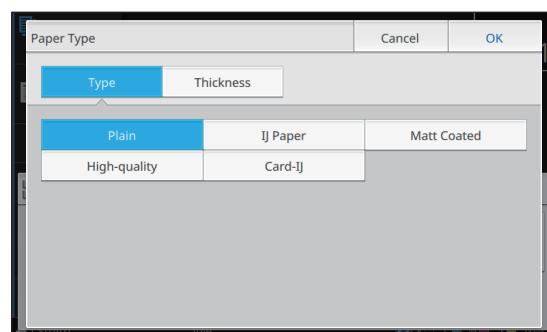 Paper Type Cancel OK
Type Thickness
Plain IJ Paper Matt Coated
High-quality Card-IJ